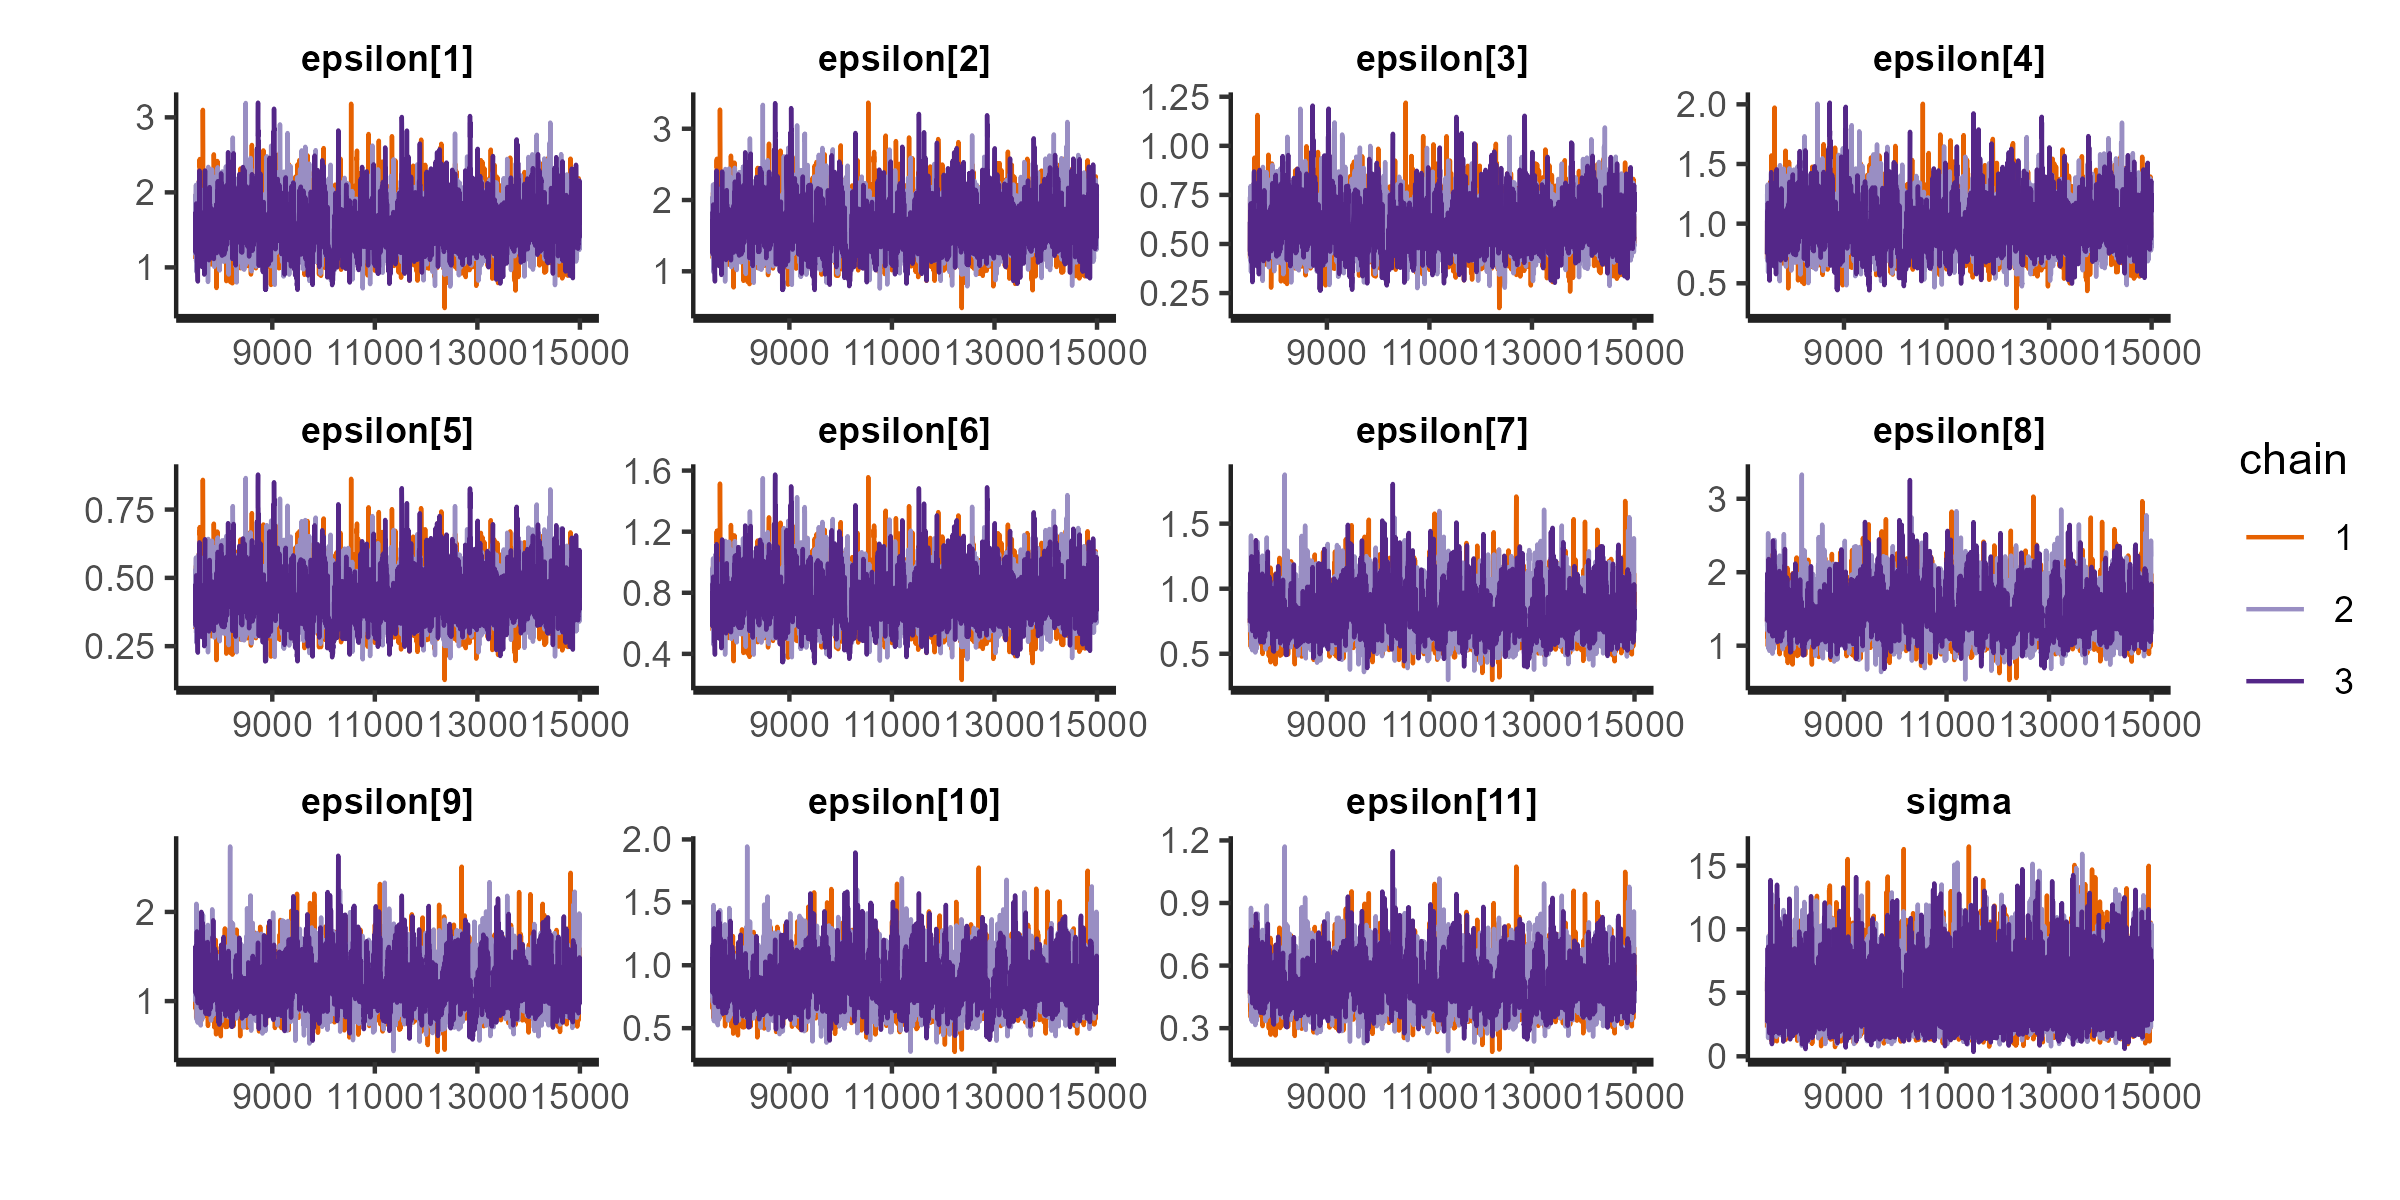 epsilon[1] epsilon[2] epsilon[3] epsilon[4]
3 2 1
3 2 1
1.25 1.00 0.75 0.50 0.25
2.0 1.5 1.0 0.5
9000 11000 13000 15000 9000 11000 13000 15000 9000 11000 13000 15000 9000 11000 13000 15000
epsilon[5] epsilon[6] epsilon[7] epsilon[8]
0.75 0.50 0.25
1.6 1.2 0.8 0.4
1.5 1.0 0.5
3 2 1
9000 11000 13000 15000 9000 11000 13000 15000 9000 11000 13000 15000 9000 11000 13000 15000
epsilon[9] epsilon[10] epsilon[11] sigma
2 1
2.0 1.5 1.0 0.5
1.2 0.9 0.6 0.3
15 10 5 0
9000 11000 13000 15000 9000 11000 13000 15000 9000 11000 13000 15000 9000 11000 13000 15000
chain
1
2
3